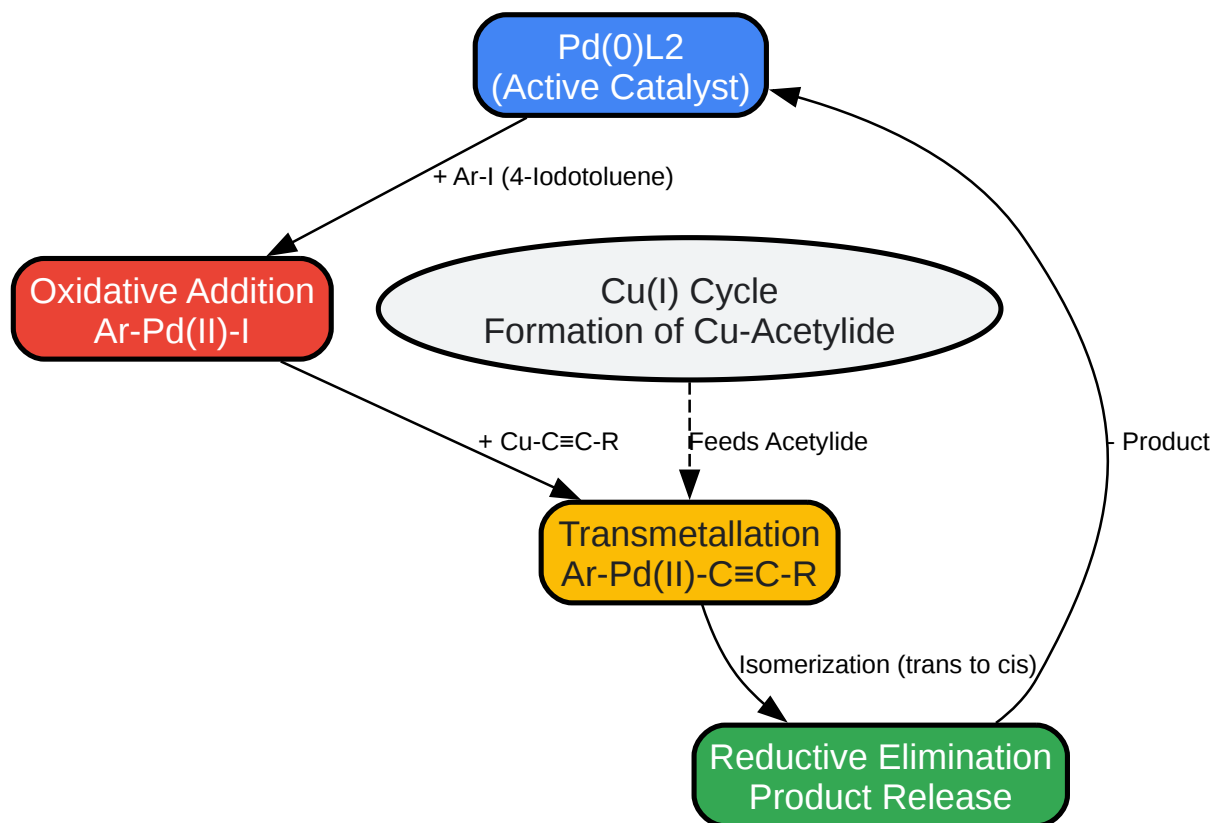 Pd(0)L2
(Active Catalyst)
+ Ar-I (4-Iodotoluene)
Oxidative Addition
Ar-Pd(II)-I
Cu(I) Cycle
Formation of Cu-Acetylide
+ Cu-C≡C-R
Feeds Acetylide
- Product
Transmetallation
Ar-Pd(II)-C≡C-R
Isomerization (trans to cis)
Reductive Elimination
Product Release